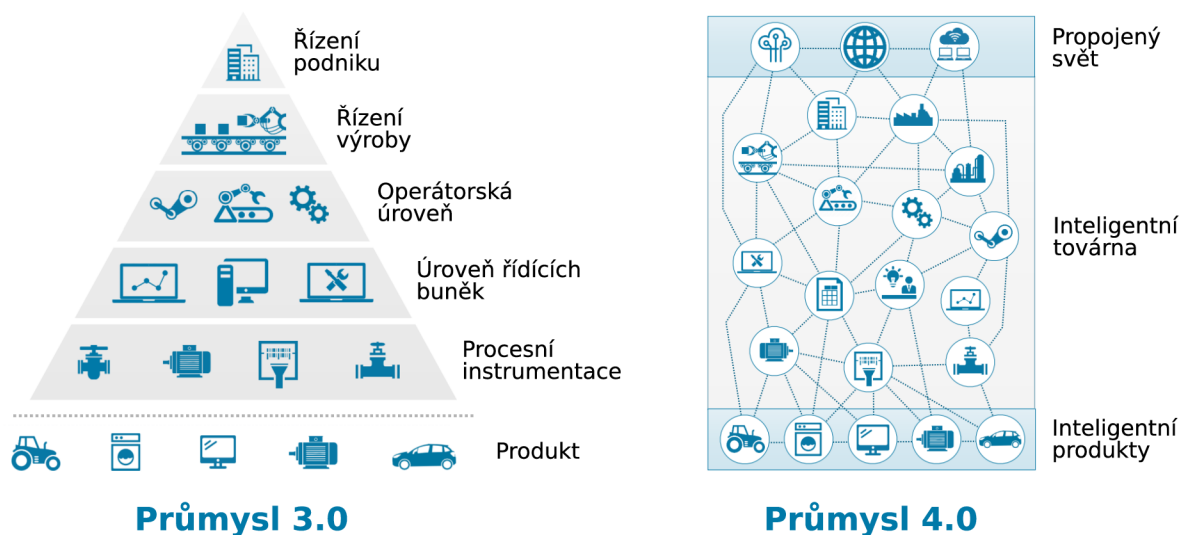 Řízení
podniku
Řízení
výroby
Operátorská
úroveň
Úroveň řídících
buněk
Procesní
instrumentace
Produkt
Průmysl 3.0
Propojený
svět
Inteligentní
továrna
Inteligentní
produkty
Průmysl 4.0